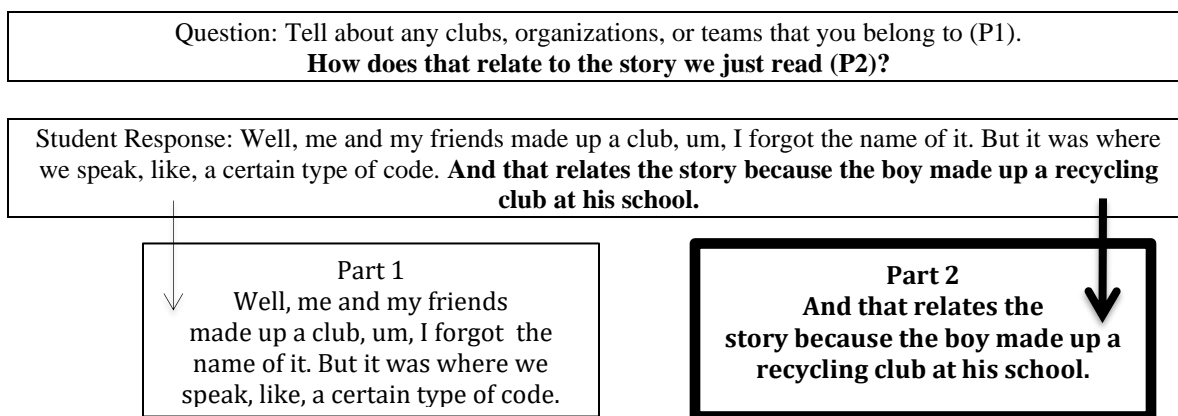 Question: Tell about any clubs, organizations, or teams that you belong to (P1).
How does that relate to the story we just read (P2)?
Student Response: Well, me and my friends made up a club, um, I forgot the name of it. But it was where
we speak, like, a certain type of code. And that relates the story because the boy made up a recycling
club at his school.
Part 1
Well, me and my friends
made up a club, um, I forgot the
name of it. But it was where we
speak, like, a certain type of code.
Part 2
And that relates the
story because the boy made up a
recycling club at his school.